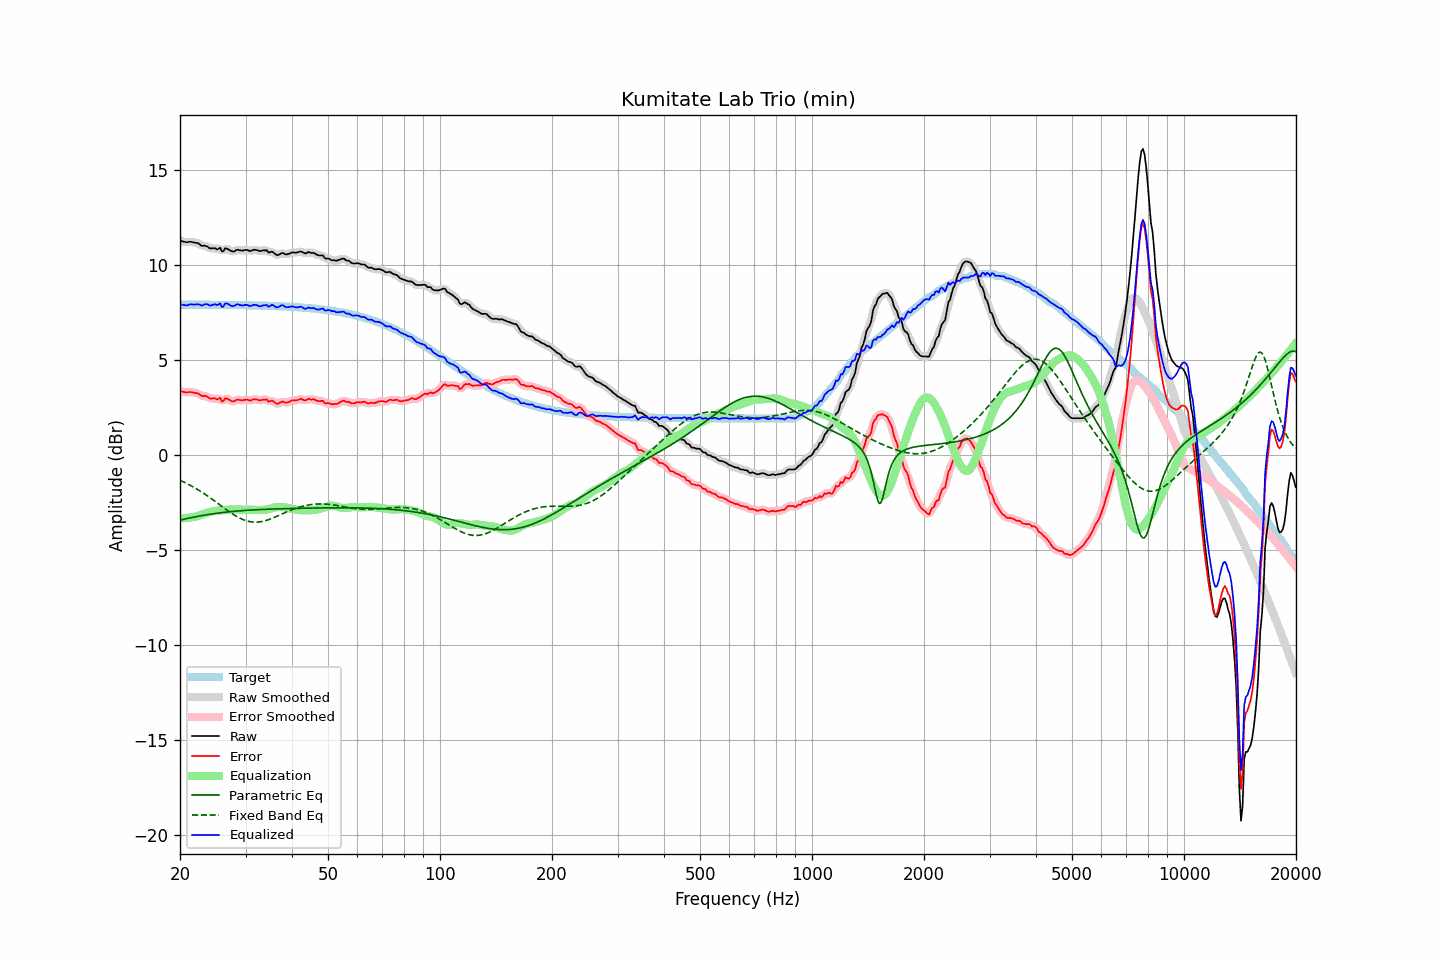 Kumitate Lab Trio (min)
Amplitude (dBr)
15
10
5
0
−5
−10
−15
−20
Target
Raw Smoothed
Error Smoothed
Raw
Error
Equalization
Parametric Eq
Fixed Band Eq
Equalized
20 50 100 200 500 1000 2000 5000 10000 20000
Frequency (Hz)